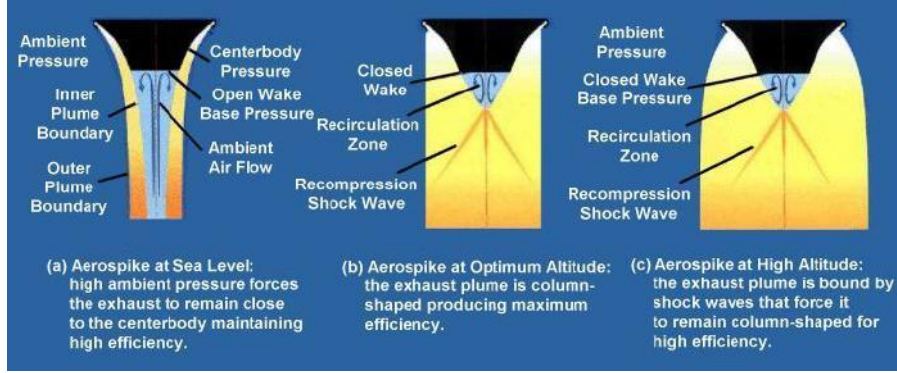 Ambient
Pressure
Centerbody
Pressure
Inner
Plume
Boundary
Open Wake
Base Pressure
Ambient
Air Flow
Outer
Plume
Boundary
(a) Aerospike at Sea Level:
high ambient pressure forces
the exhaust to remain close
to the centerbody maintaining
high efficiency.
Closed
Wake
Recirculation
Zone
Recompression
Shock Wave
(b) Aerospike at Optimum Altitude:
the exhaust plume is column-
shaped producing maximum
efficiency.
Ambient
Pressure
Closed Wake
Base Pressure
Recirculation
Zone
Recompression
Shock Wave
(c) Aerospike at High Altitude:
the exhaust plume is bound by
shock waves that force it
to remain column-shaped for
high efficiency.